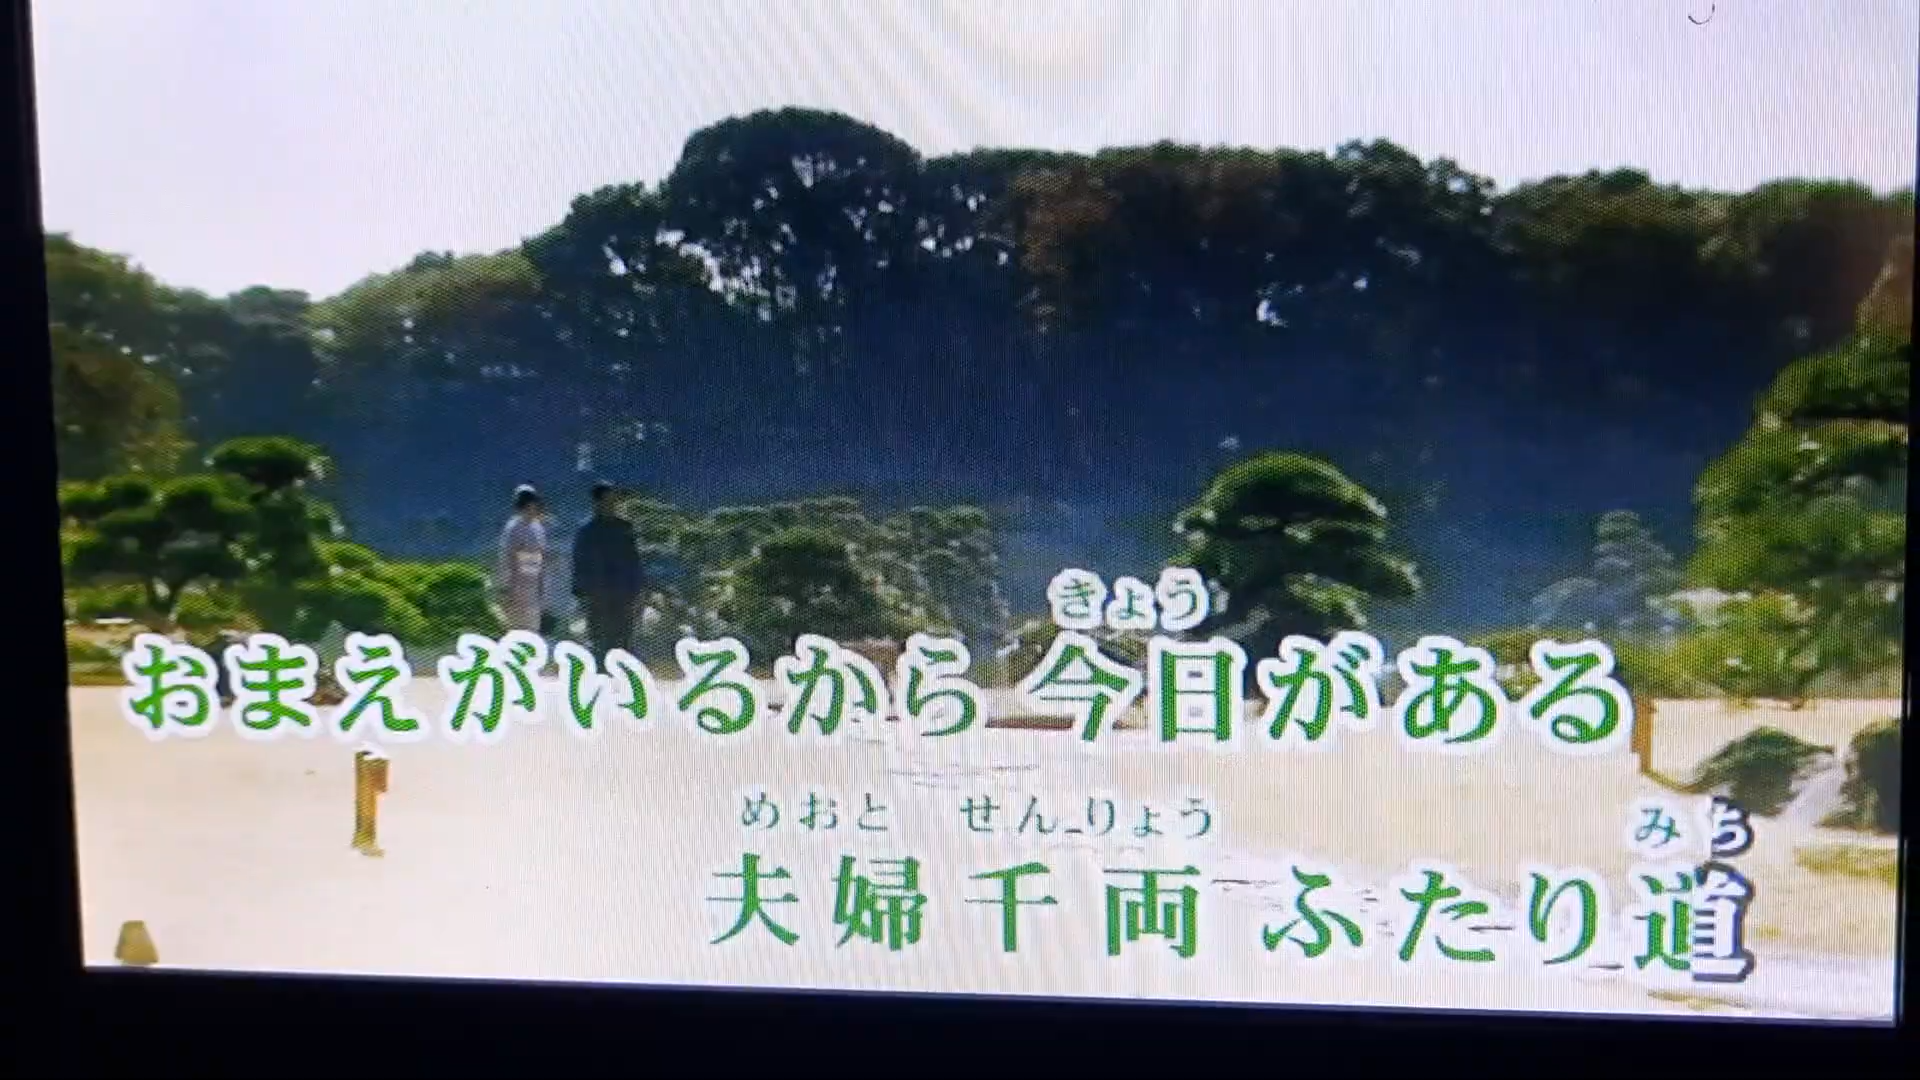 きょう
おまえがいるから 今日がある
めおと せんりょう みち
夫婦千両 ふたり道